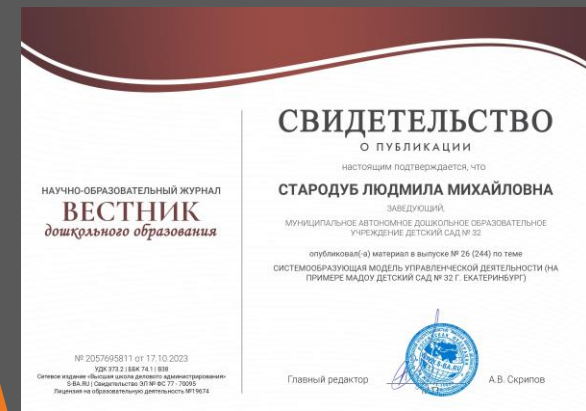 НАУЧНО-ОБРАЗОВАТЕЛЬНЫЙ ЖУРНАЛ
ВЕСТНИК
дошкольного образования
№ 2057695811 от 17.10.2023
УДК 373.2 | ББК 74.1 | В38
Сетевое издание «Высшая школа делового администрирования»
S-BA.RU | Свидетельство ЭЛ № ФС 77 - 70095
Лицензия на образовательную деятельность №19674
СВИДЕТЕЛЬСТВО
О ПУБЛИКАЦИИ
настоящим подтверждается, что
СТАРОДУБ ЛЮДМИЛА МИХАЙЛОВНА
ЗАВЕДУЮЩИЙ,
МУНИЦИПАЛЬНОЕ АВТОНОМНОЕ ДОШКОЛЬНОЕ ОБРАЗОВАТЕЛЬНОЕ
УЧРЕЖДЕНИЕ ДЕТСКИЙ САД № 32
опубликовал(-а) материал в выпуске № 26 (244) по теме
СИСТЕМООБРАЗУЮЩАЯ МОДЕЛЬ УПРАВЛЕНЧЕСКОЙ ДЕЯТЕЛЬНОСТИ (НА
ПРИМЕРЕ МАДОУ ДЕТСКИЙ САД № 32 Г. ЕКАТЕРИНБУРГ)
Главный редактор
А.В. Скрипов